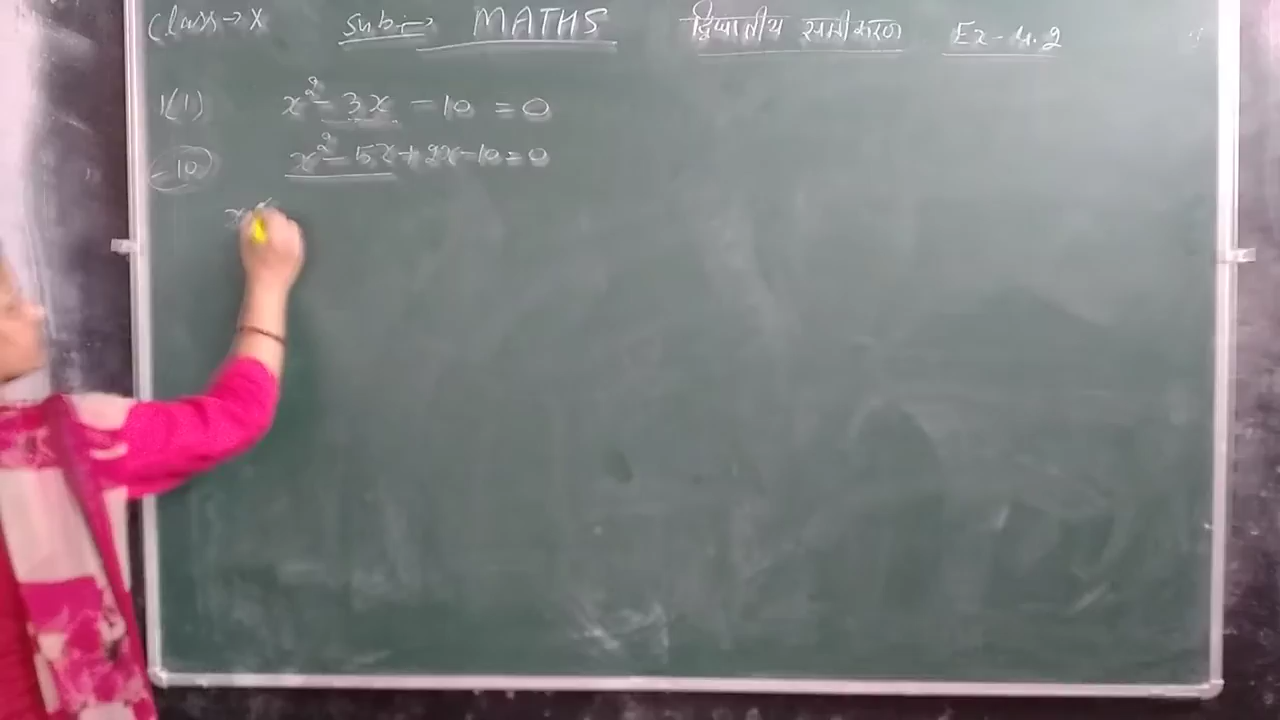 Class → X Sub:- MATHS द्विघातीय समीकरण Ex - 4.2
1(1) x² - 3x - 10 = 0
-10 x² - 5x + 2x - 10 = 0
x